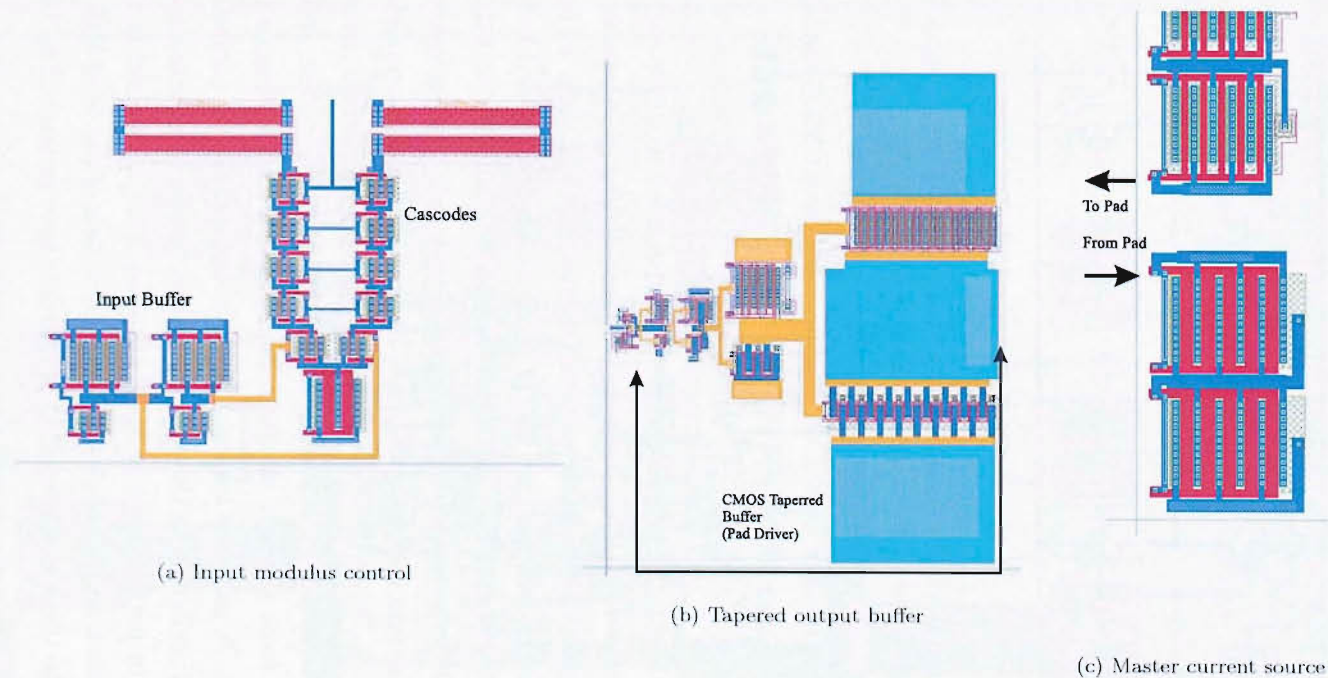 Cascodes
Input Buffer
(a) Input modulus control
CMOS Taperred
Buffer
(Pad Driver)
(b) Tapered output buffer
To Pad
From Pad
(c) Master current source